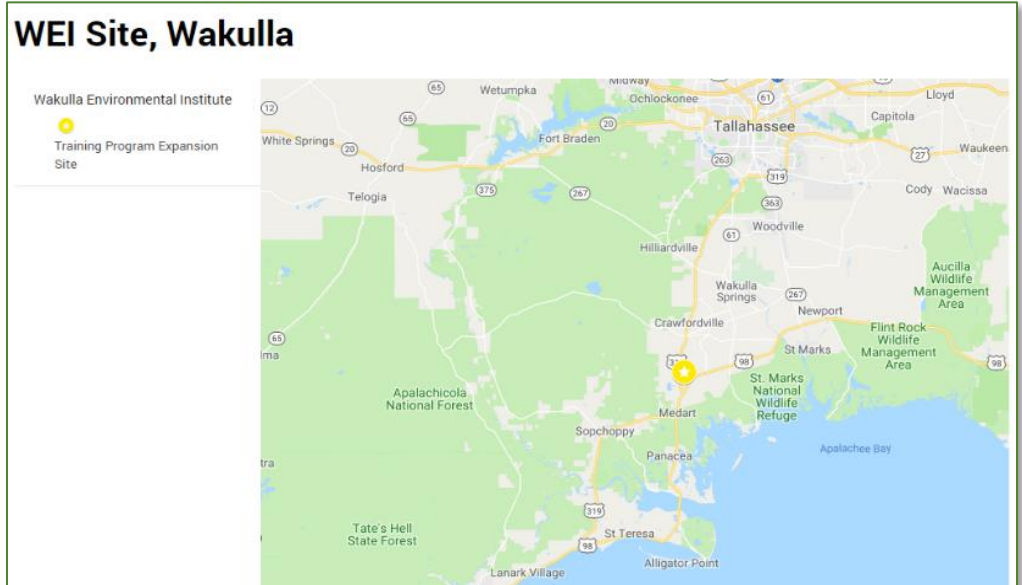 WEI Site, Wakulla
Wakulla Environmental Institute
Training Program Expansion
Site
Midway
65
Wetumpka
Ochlockonee
61
Lloyd
12
65
20
Tallahassee
Capitola
White Springs
20
Fort Braden
263
27
Waukeen
Hosford
319
375
267
Cody
Wacissa
Telogia
363
61
Woodville
Hilliardville
Aucilla
Wildlife
Management
Area
Wakulla
Springs
267
Newport
Crawfordville
Flint Rock
Wildlife
Management
Area
65
lma
98
St Marks
98
St. Marks
National
Wildlife
Refuge
Apalachicola
National Forest
Medart
Sopchoppy
Apalachee Bay
Panacea
tra
319
Tate's Hell
State Forest
St Teresa
98
Alligator Point
Lanark Village